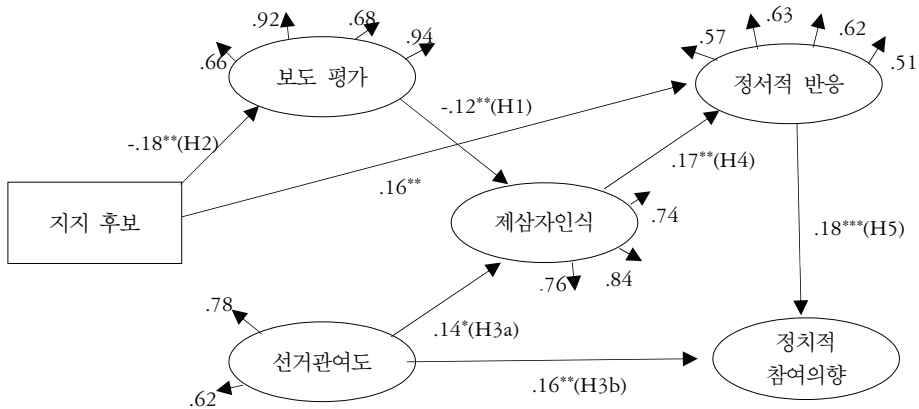 .92
.68
.63
.66
.94
.57
.62
보도 평가
정서적 반응
.51
-.18**(H2)
-.12**(H1)
.16**
.17**(H4)
지지 후보
제삼자인식
.74
.18***(H5)
.76
.84
.78
.14*(H3a)
선거관여도
.16**(H3b)
정치적
참여의향
.62